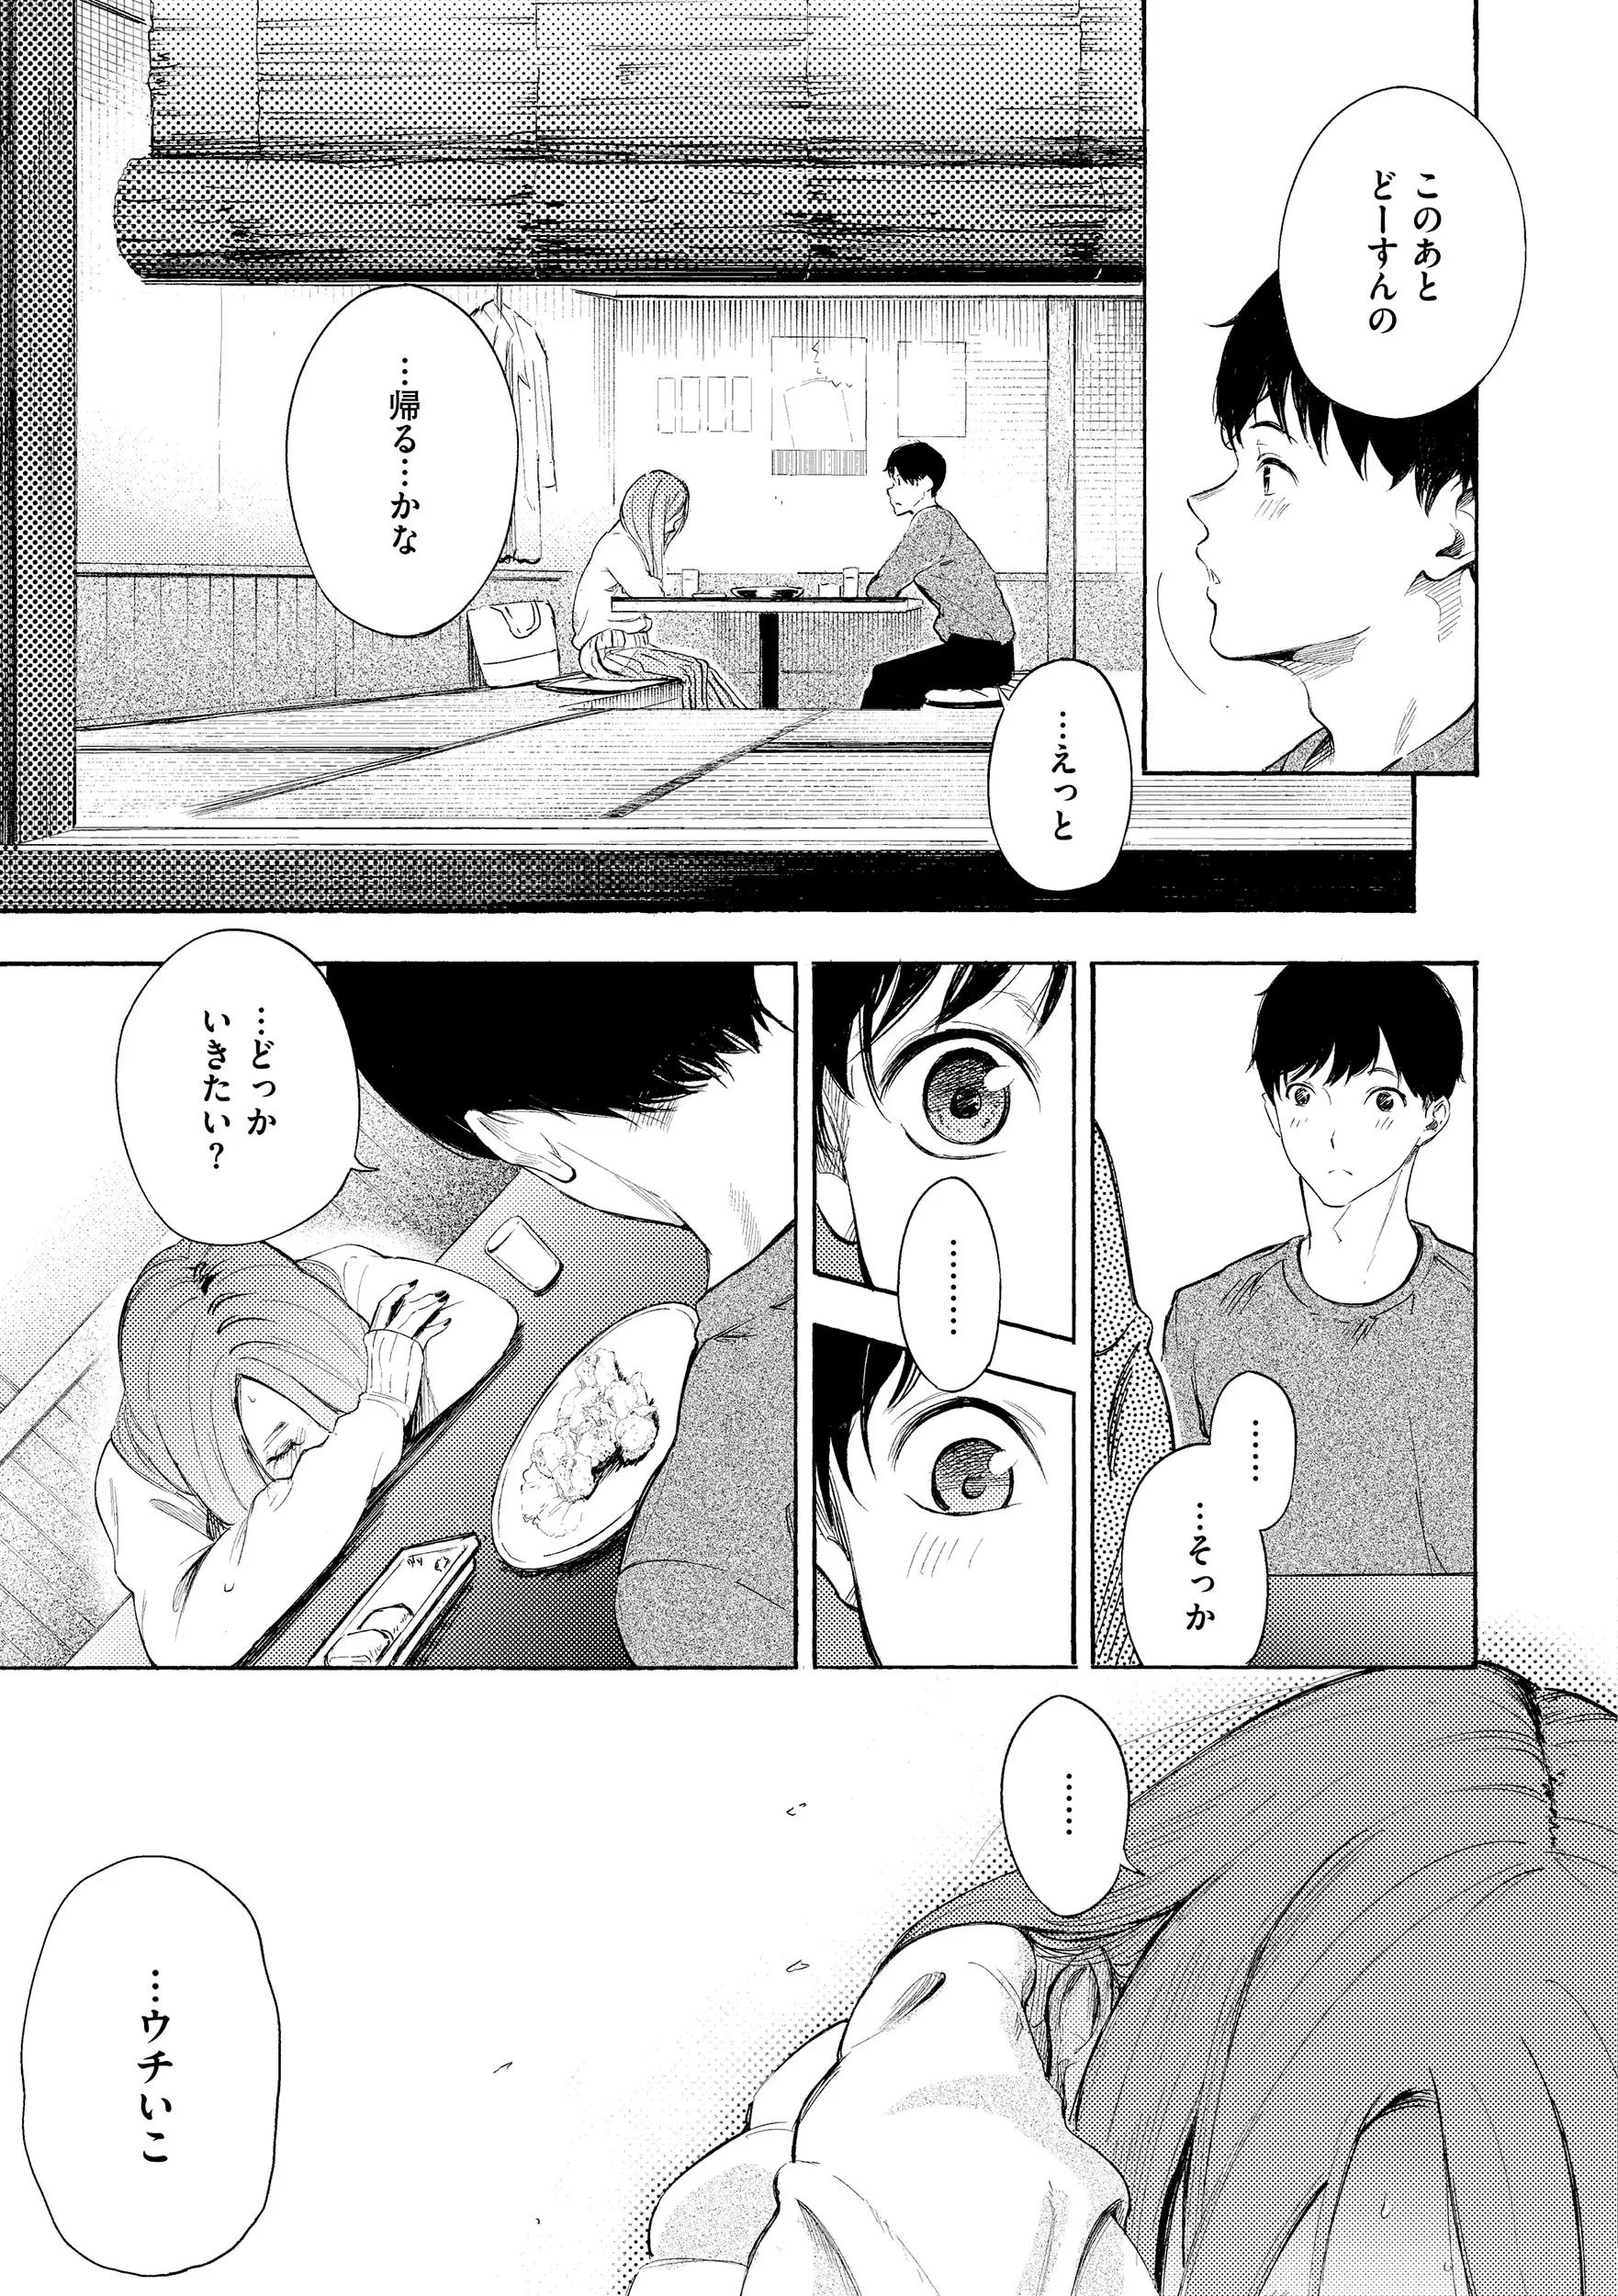 このあと
どーすんの
…えっと
…帰る…かな
……
…そっか
………
…どっか
いきたい？
……
…ウチいこ